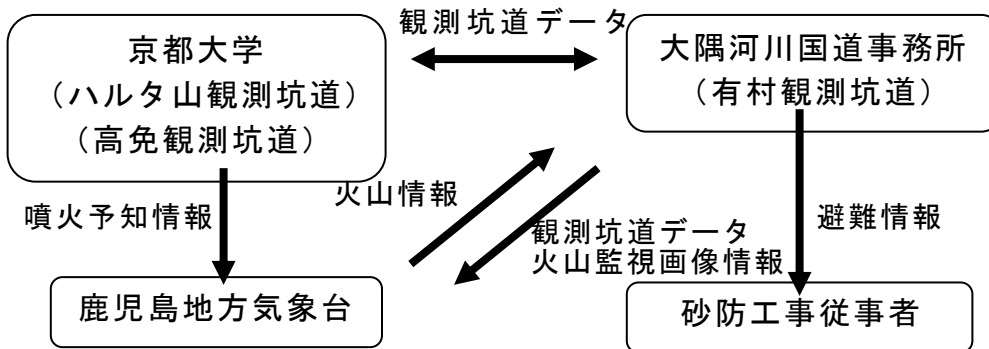 観測坑道データ
京都大学
（ハルタ山観測坑道）
（高免観測坑道）
大隅河川国道事務所
（有村観測坑道）
噴火予知情報
火山情報
観測坑道データ
火山監視画像情報
避難情報
鹿児島地方気象台
砂防工事従事者